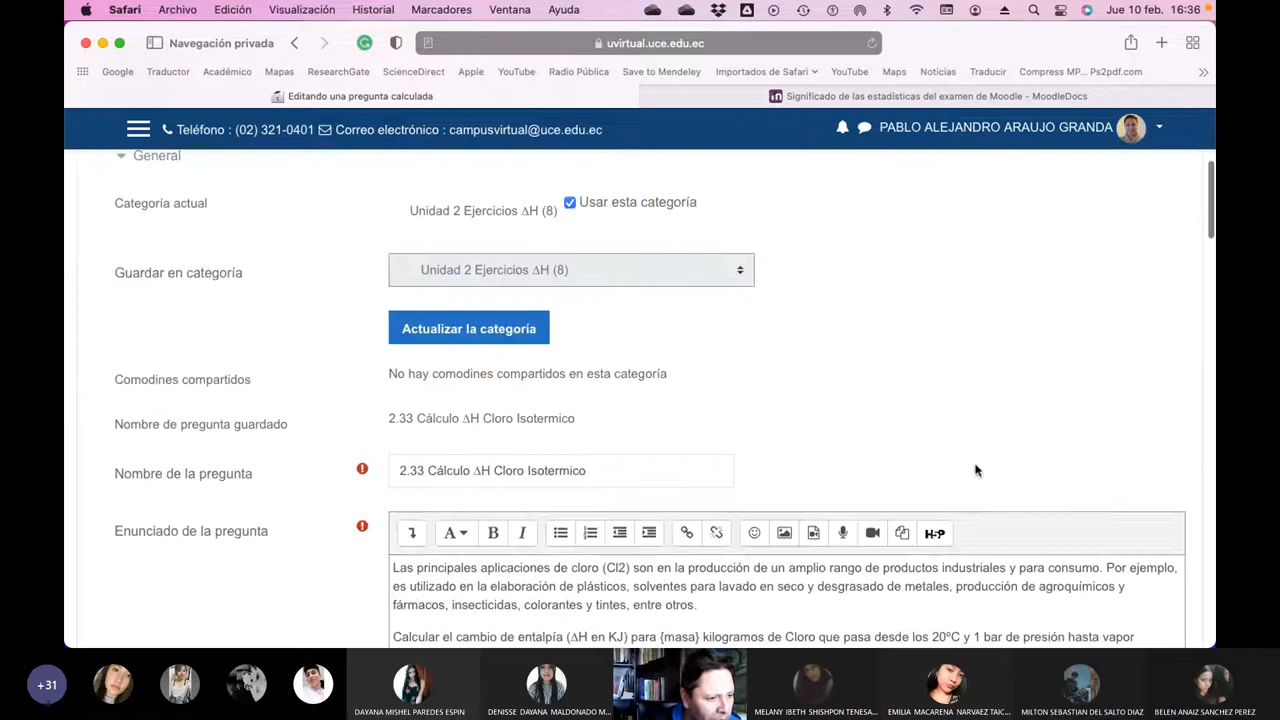 Safari Archivo Edición Visualización Historial Marcadores Ventana Ayuda Jue 10 feb. 16:36
Navegación privada uvirtual.uce.edu.ec
Google Traductor Académico Mapas ResearchGate ScienceDirect Apple YouTube Radio Pública Save to Mendeley Importados de Safari YouTube Maps Noticias Traducir Compress MP... Ps2pdf.com
Editando una pregunta calculada Significado de las estadísticas del examen de Moodle - MoodleDocs
Teléfono : (02) 321-0401 Correo electrónico : campusvirtual@uce.edu.ec PABLO ALEJANDRO ARAUJO GRANDA
General
Categoría actual Unidad 2 Ejercicios ΔH (8) Usar esta categoría
Guardar en categoría Unidad 2 Ejercicios ΔH (8)
Actualizar la categoría
Comodines compartidos No hay comodines compartidos en esta categoría
Nombre de pregunta guardado 2.33 Cálculo ΔH Cloro Isotermico
Nombre de la pregunta 2.33 Cálculo ΔH Cloro Isotermico
Enunciado de la pregunta A B I H-P
Las principales aplicaciones de cloro (Cl2) son en la producción de un amplio rango de productos industriales y para consumo. Por ejemplo,
es utilizado en la elaboración de plásticos, solventes para lavado en seco y desgrasado de metales, producción de agroquímicos y
fármacos, insecticidas, colorantes y tintes, entre otros.
Calcular el cambio de entalpía (ΔH en KJ) para {masa} kilogramos de Cloro que pasa desde los 20ºC y 1 bar de presión hasta vapor
+31
DAYANA MISHEL PAREDES ESPIN DENISSE DAYANA MALDONADO M... MELANY IBETH SHISHPON TENESA... EMILIA MACARENA NARVAEZ TAIC... MILTON SEBASTIAN DEL SALTO DIAZ BELEN ANAIZ SANCHEZ PEREZ